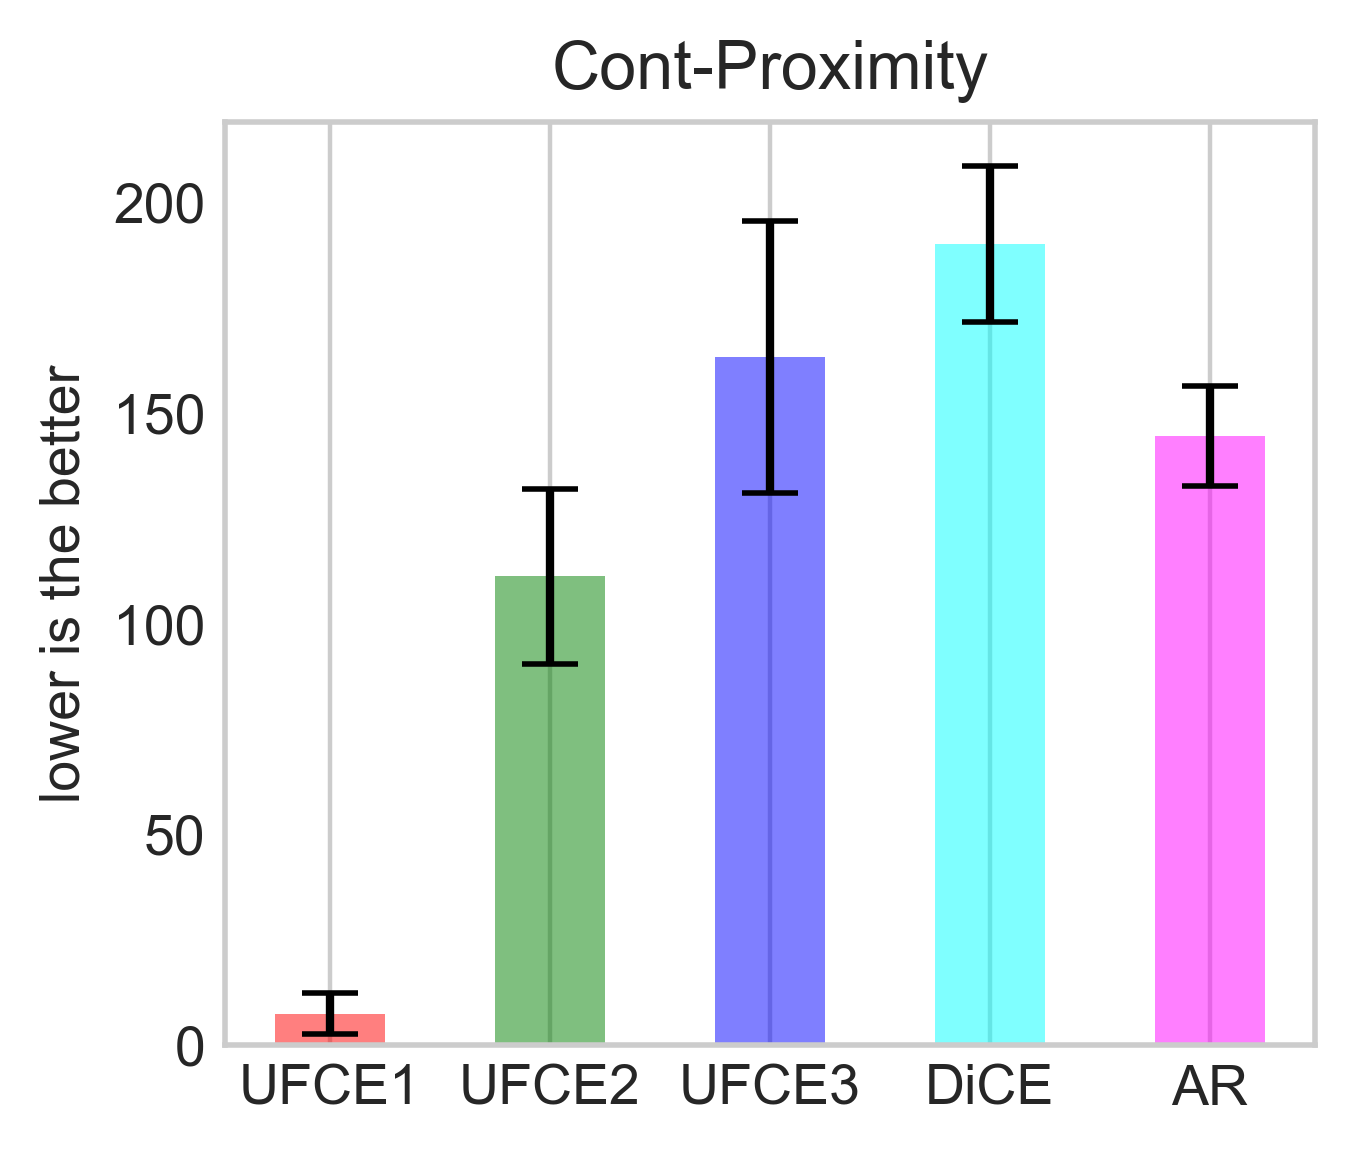 Cont-Proximity
lower is the better
200
150
100
50
0
UFCE1 UFCE2 UFCE3 DiCE AR